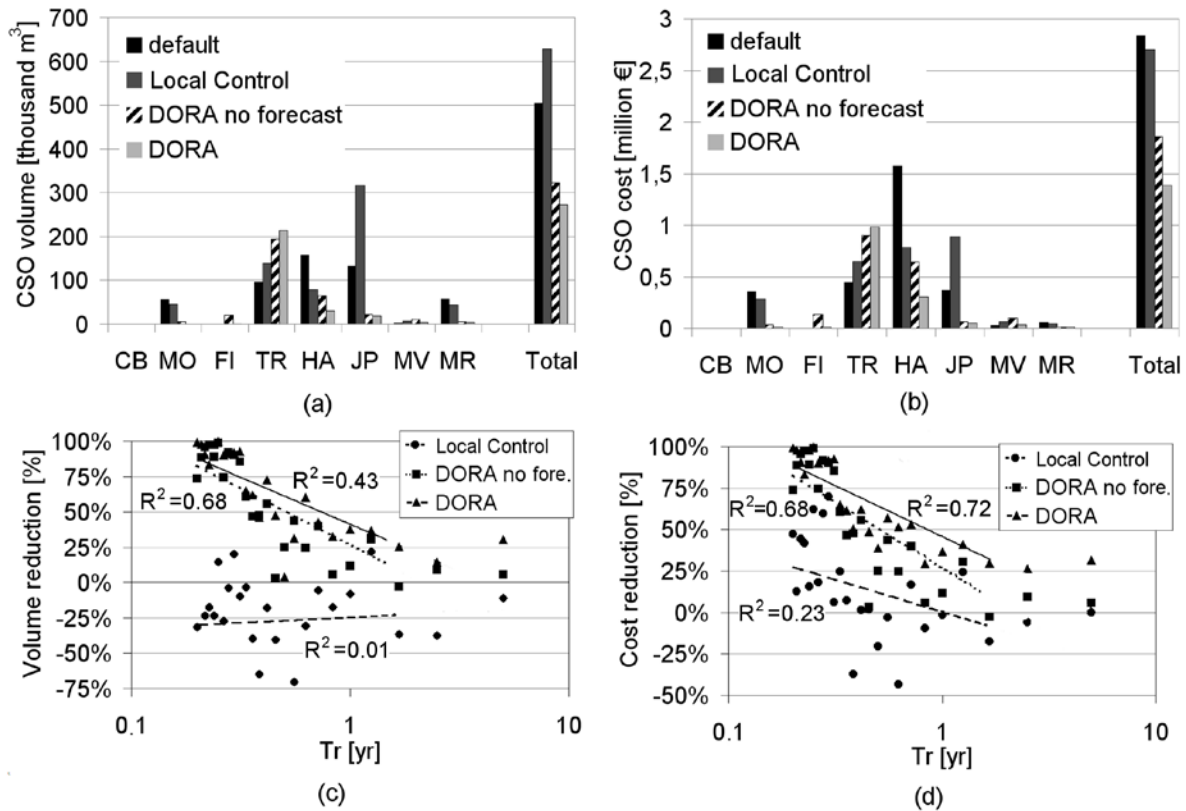 CSO volume [thousand m³]
700
600
500
400
300
200
100
0
default
Local Control
DORA no forecast
DORA
CB MO FI TR HA JP MV MR Total
(a)
CSO cost [million €]
3
2,5
2
1,5
1
0,5
0
default
Local Control
DORA no forecast
DORA
CB MO FI TR HA JP MV MR Total
(b)
Volume reduction [%]
100%
75%
50%
25%
0%
-25%
-50%
-75%
Local Control
DORA no fore.
DORA
R²=0.43
R²=0.68
R²=0.01
0.1 1 10
Tr [yr]
(c)
Cost reduction [%]
100%
75%
50%
25%
0%
-25%
-50%
Local Control
DORA no fore.
DORA
R²=0.68
R²=0.72
R²=0.23
0.1 1 10
Tr [yr]
(d)